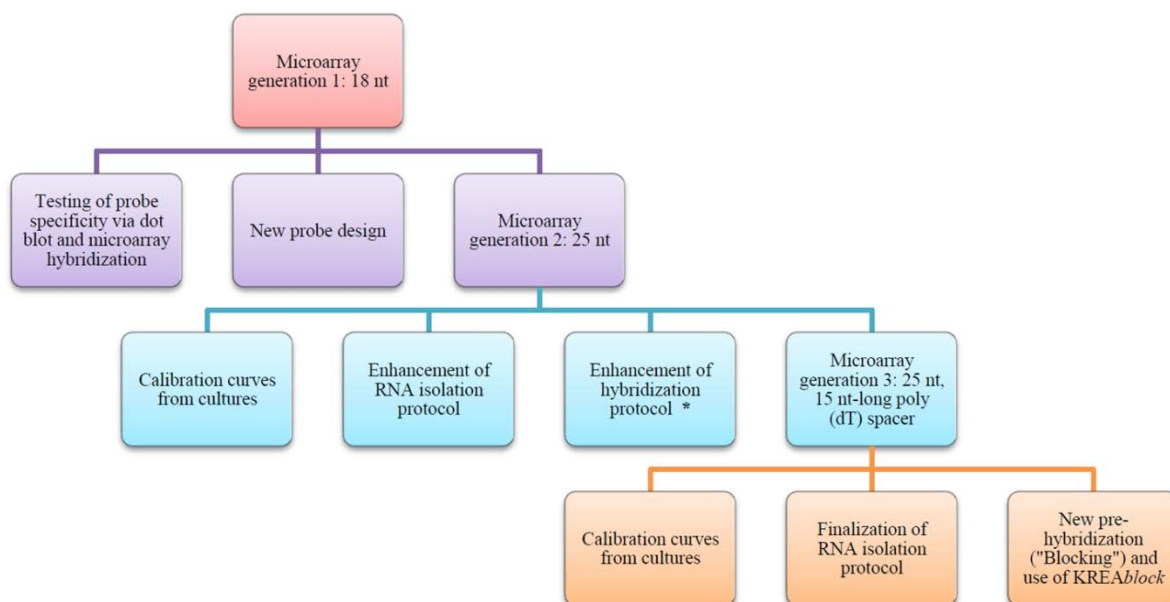 Microarray
generation 1: 18 nt
Testing of probe
specificity via dot
blot and microarray
hybridization
New probe design
Microarray
generation 2: 25 nt
Calibration curves
from cultures
Enhancement of
RNA isolation
protocol
Enhancement of
hybridization
protocol *
Microarray
generation 3: 25 nt,
15 nt-long poly
(dT) spacer
Calibration curves
from cultures
Finalization of
RNA isolation
protocol
New pre-
hybridization
("Blocking") and
use of KREAblock